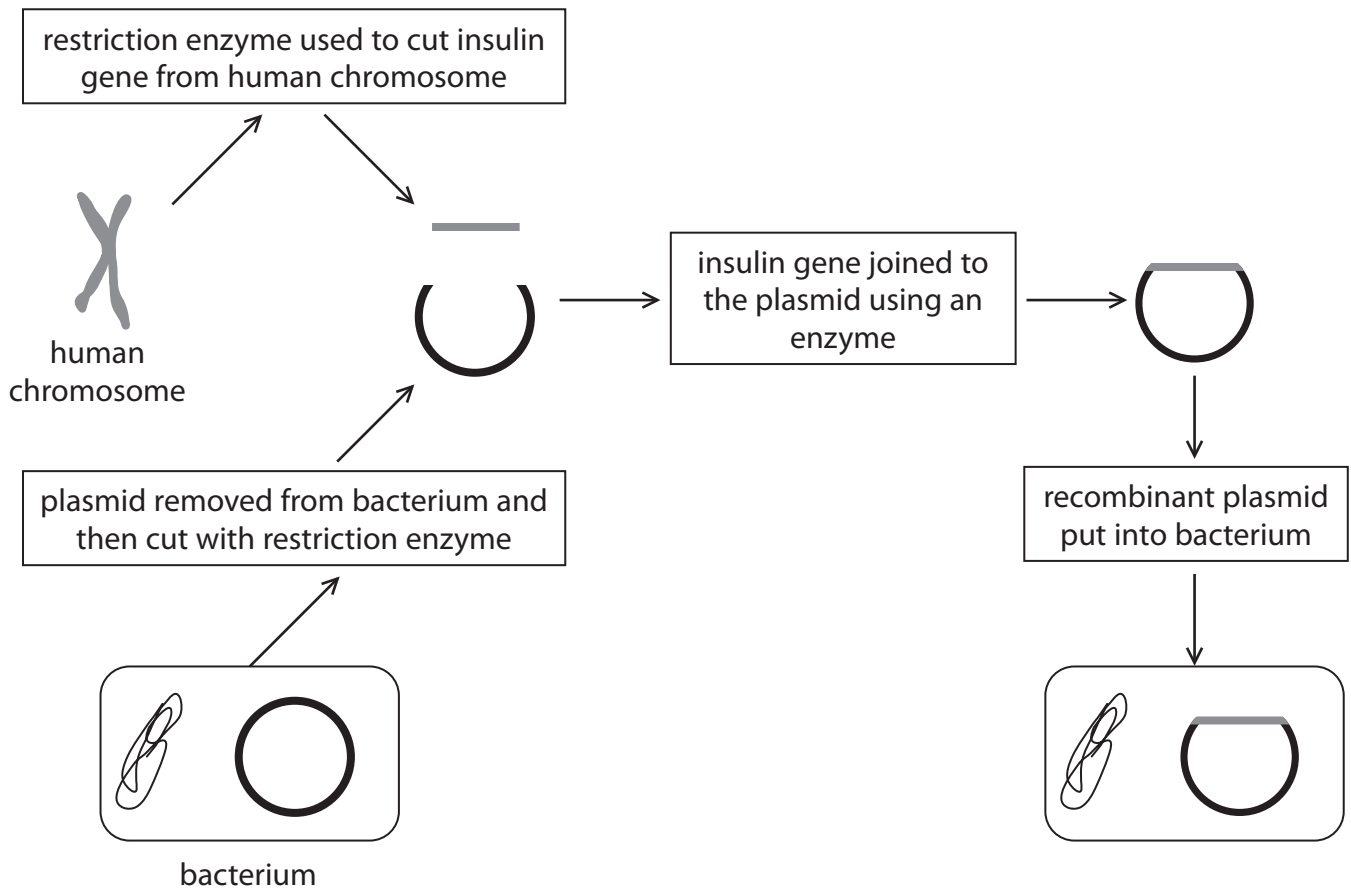 restriction enzyme used to cut insulin
gene from human chromosome
human
chromosome
insulin gene joined to
the plasmid using an
enzyme
plasmid removed from bacterium and
then cut with restriction enzyme
recombinant plasmid
put into bacterium
bacterium